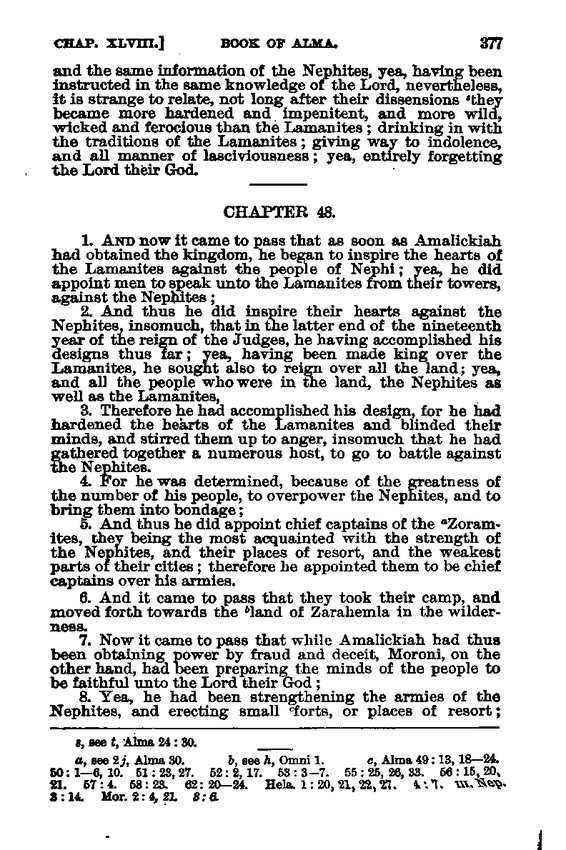 CHAP. XLVIII.] BOOK OF ALMA. 377
and the same information of the Nephites, yea, having been
instructed in the same knowledge of the Lord, nevertheless,
it is strange to relate, not long after their dissensions ˢthey
became more hardened and impenitent, and more wild,
wicked and ferocious than the Lamanites; drinking in with
the traditions of the Lamanites; giving way to indolence,
and all manner of lasciviousness; yea, entirely forgetting
the Lord their God.
CHAPTER 48.
1. AND now it came to pass that as soon as Amalickiah
had obtained the kingdom, he began to inspire the hearts of
the Lamanites against the people of Nephi; yea, he did
appoint men to speak unto the Lamanites from their towers,
against the Nephites;
2. And thus he did inspire their hearts against the
Nephites, insomuch, that in the latter end of the nineteenth
year of the reign of the Judges, he having accomplished his
designs thus far; yea, having been made king over the
Lamanites, he sought also to reign over all the land; yea,
and all the people who were in the land, the Nephites as
well as the Lamanites,
3. Therefore he had accomplished his design, for he had
hardened the hearts of the Lamanites and blinded their
minds, and stirred them up to anger, insomuch that he had
gathered together a numerous host, to go to battle against
the Nephites.
4. For he was determined, because of the greatness of
the number of his people, to overpower the Nephites, and to
bring them into bondage;
5. And thus he did appoint chief captains of the ᵃZoram-
ites, they being the most acquainted with the strength of
the Nephites, and their places of resort, and the weakest
parts of their cities; therefore he appointed them to be chief
captains over his armies.
6. And it came to pass that they took their camp, and
moved forth towards the ᵇland of Zarahemla in the wilder-
ness.
7. Now it came to pass that while Amalickiah had thus
been obtaining power by fraud and deceit, Moroni, on the
other hand, had been preparing the minds of the people to
be faithful unto the Lord their God;
8. Yea, he had been strengthening the armies of the
Nephites, and erecting small ᶜforts, or places of resort;
s, see t, Alma 24:30.
a, see 2j, Alma 30. b, see h, Omni 1. c, Alma 49:13, 18—24.
50:1—6, 10. 51:23, 27. 52:2, 17. 53:3—7. 55:25, 26, 33. 56:15, 20,
21. 57:4. 58:23. 62:20—24. Hela. 1:20, 21, 22, 27. 4:7. III. Nep.
3:14. Mor. 2:4, 21. 3:6.